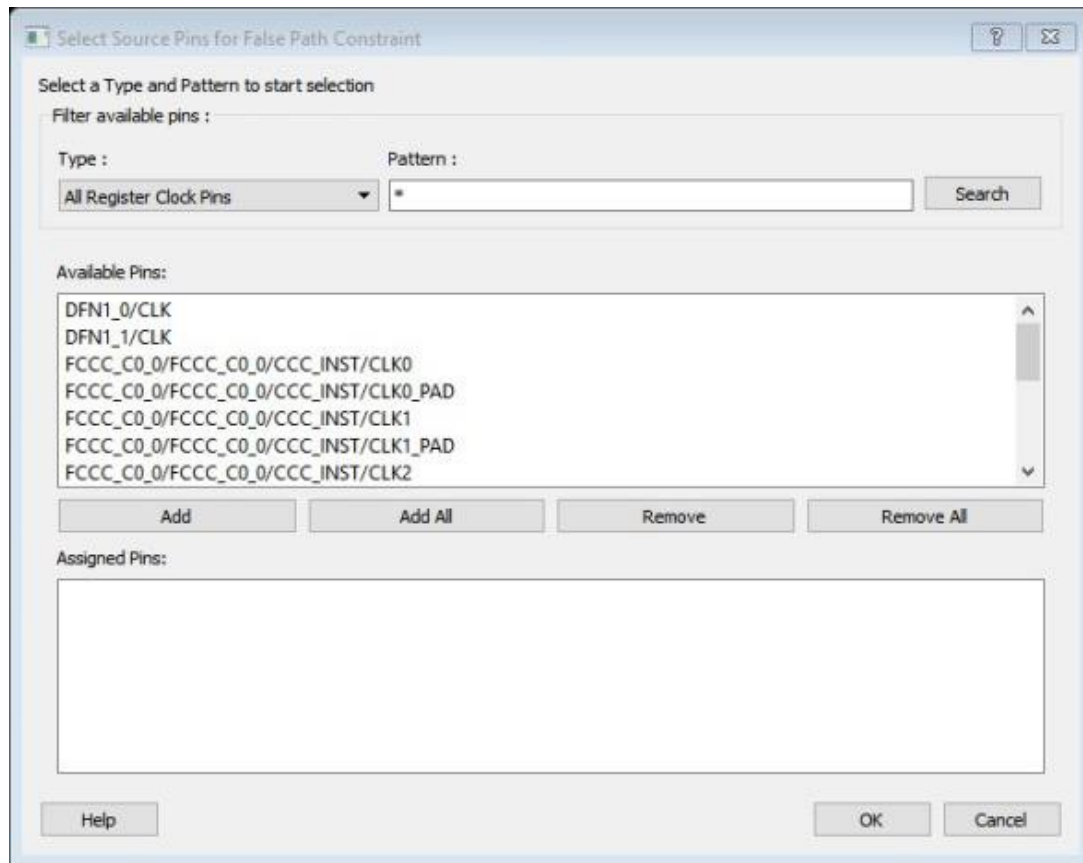 Select Source Pins for False Path Constraint
Select a Type and Pattern to start selection
Filter available pins :
Type : Pattern :
All Register Clock Pins * Search
Available Pins:
DFN1_0/CLK
DFN1_1/CLK
FCCC_C0_0/FCCC_C0_0/CCC_INST/CLK0
FCCC_C0_0/FCCC_C0_0/CCC_INST/CLK0_PAD
FCCC_C0_0/FCCC_C0_0/CCC_INST/CLK1
FCCC_C0_0/FCCC_C0_0/CCC_INST/CLK1_PAD
FCCC_C0_0/FCCC_C0_0/CCC_INST/CLK2
Add Add All Remove Remove All
Assigned Pins:
Help OK Cancel